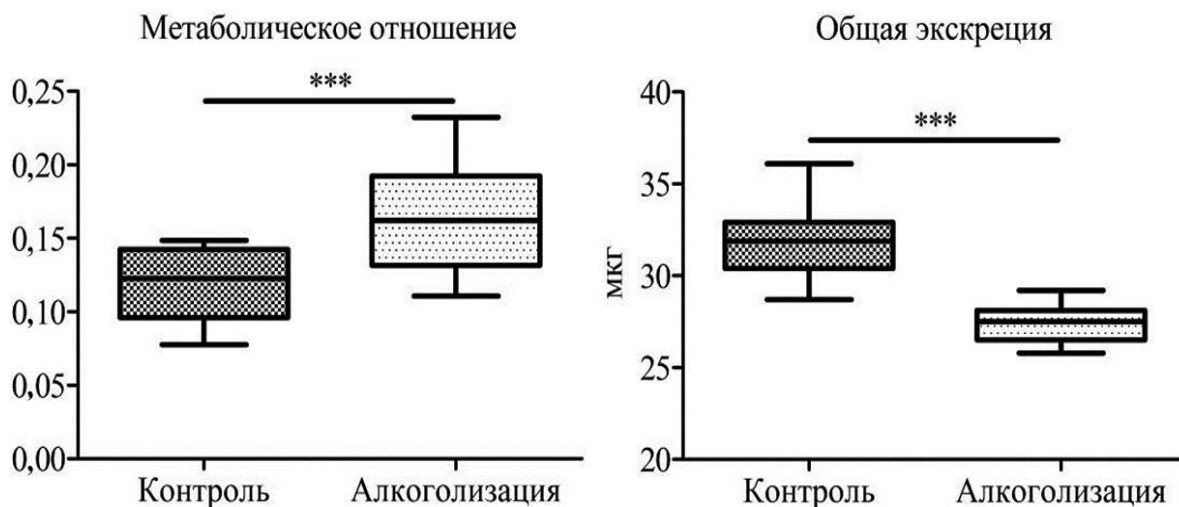 Метаболическое отношение
***
0,25
0,20
0,15
0,10
0,05
0,00
Контроль Алкоголизация
Общая экскреция
***
мкг
40
35
30
25
20
Контроль Алкоголизация